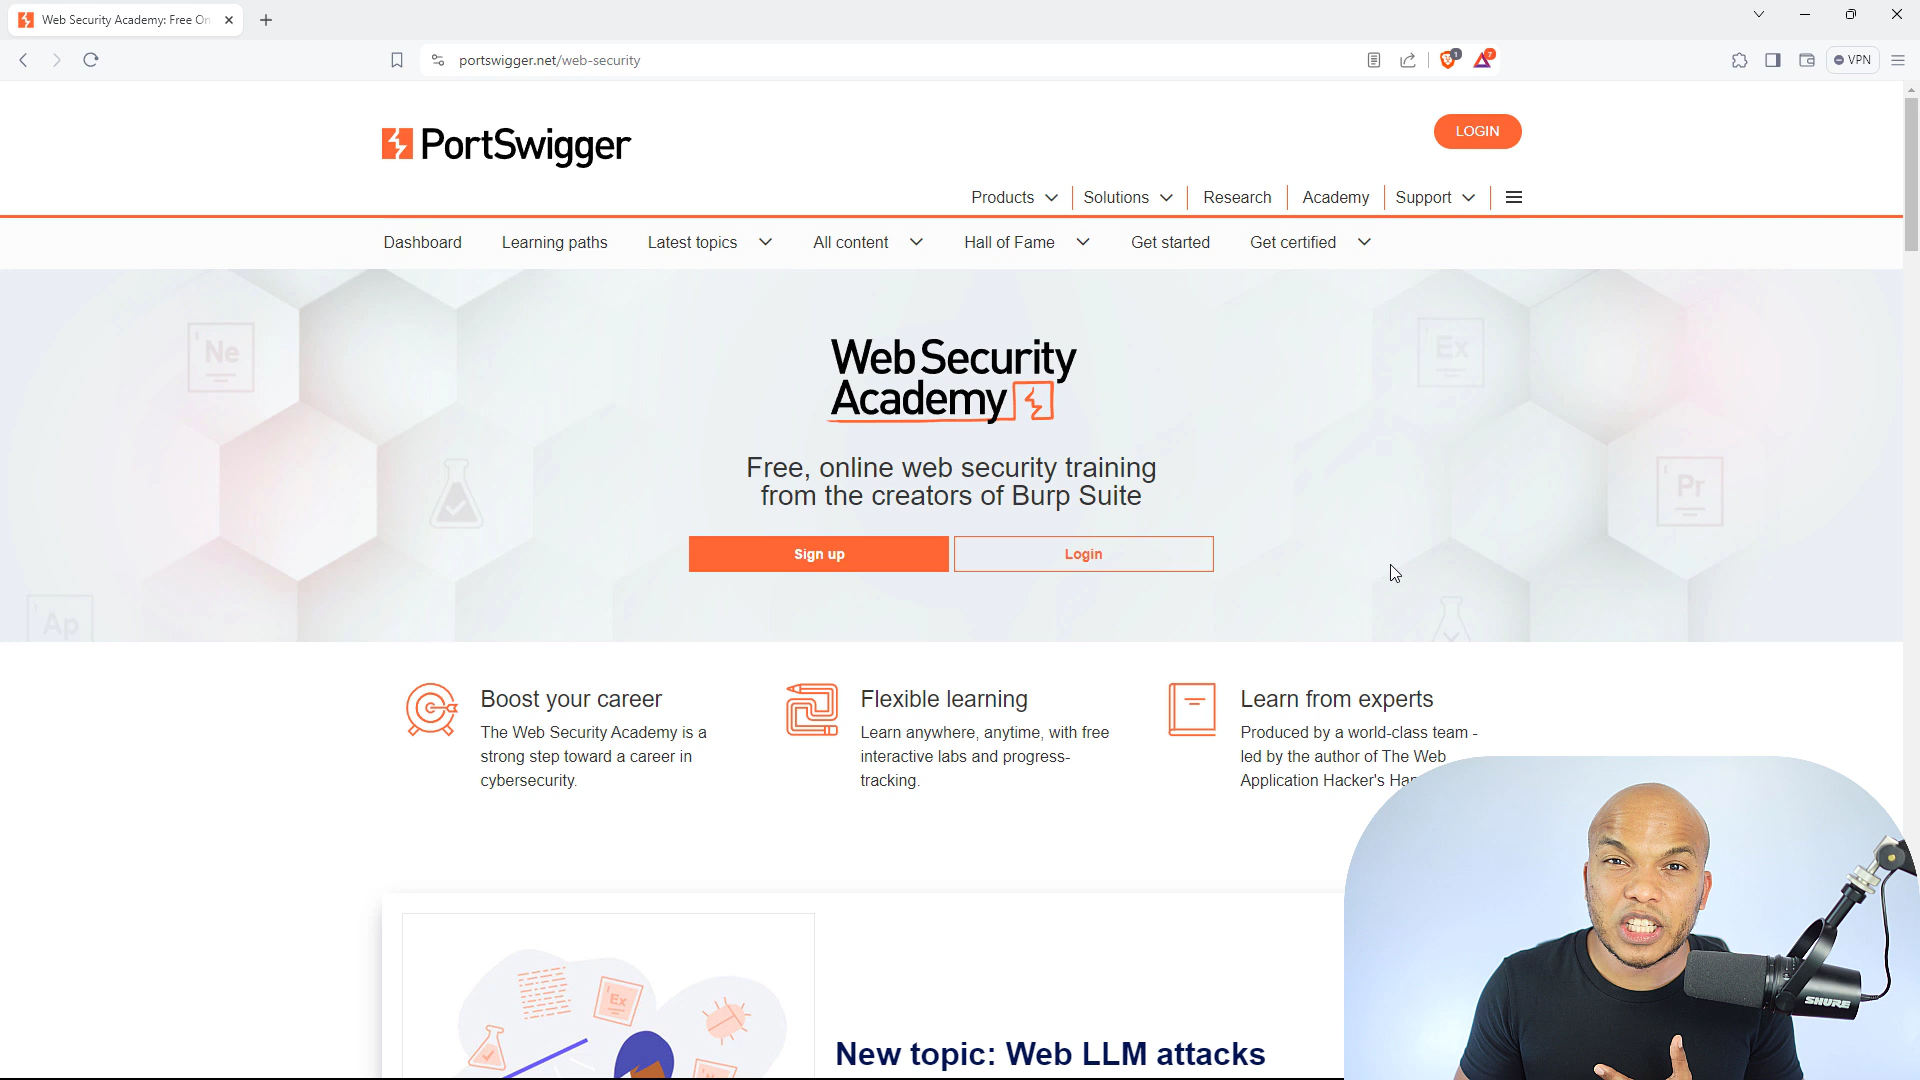 Web Security Academy: Free On
portswigger.net/web-security
1
7
VPN
PortSwigger
LOGIN
Products
Solutions
Research
Academy
Support
Dashboard
Learning paths
Latest topics
All content
Hall of Fame
Get started
Get certified
Ne
Ex
Pr
Ap
Web Security
Academy
Free, online web security training
from the creators of Burp Suite
Sign up
Login
Boost your career
The Web Security Academy is a
strong step toward a career in
cybersecurity.
Flexible learning
Learn anywhere, anytime, with free
interactive labs and progress-
tracking.
Learn from experts
Produced by a world-class team -
led by the author of The Web
Application Hacker's
Ex
New topic: Web LLM attacks
SHURE